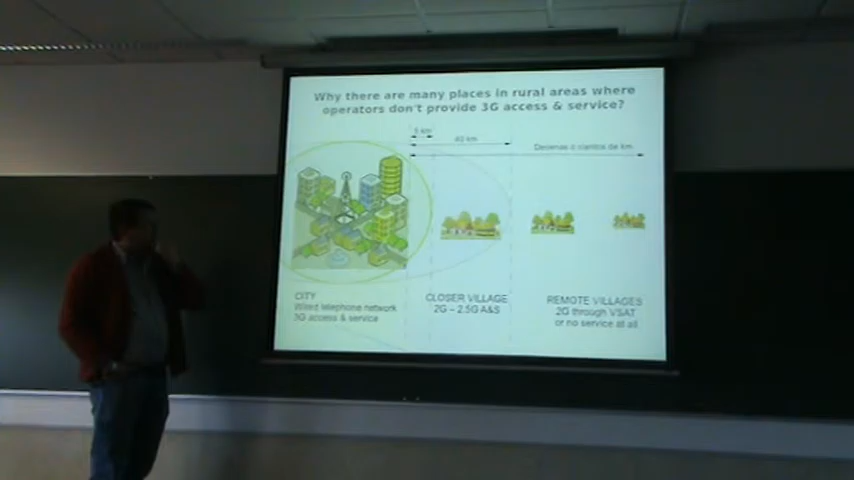 Why there are many places in rural areas where
operators don't provide 3G access & service?
5 km
40 km
Decenas o cientos de km
CITY
Wired telephone network
3G access & service
CLOSER VILLAGE
2G – 2.5G A&S
REMOTE VILLAGES
2G through VSAT
or no service at all